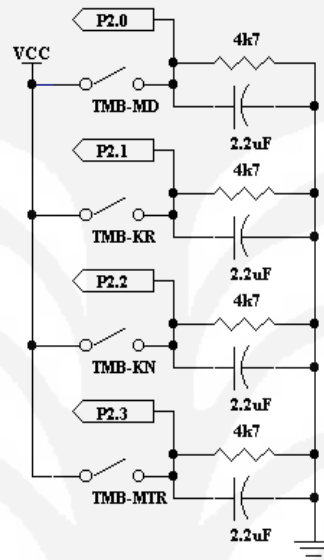 P2.0
4k7
VCC
TMB-MD
2.2uF
P2.1
4k7
TMB-KR
2.2uF
P2.2
4k7
TMB-KN
2.2uF
P2.3
4k7
TMB-MTR
2.2uF